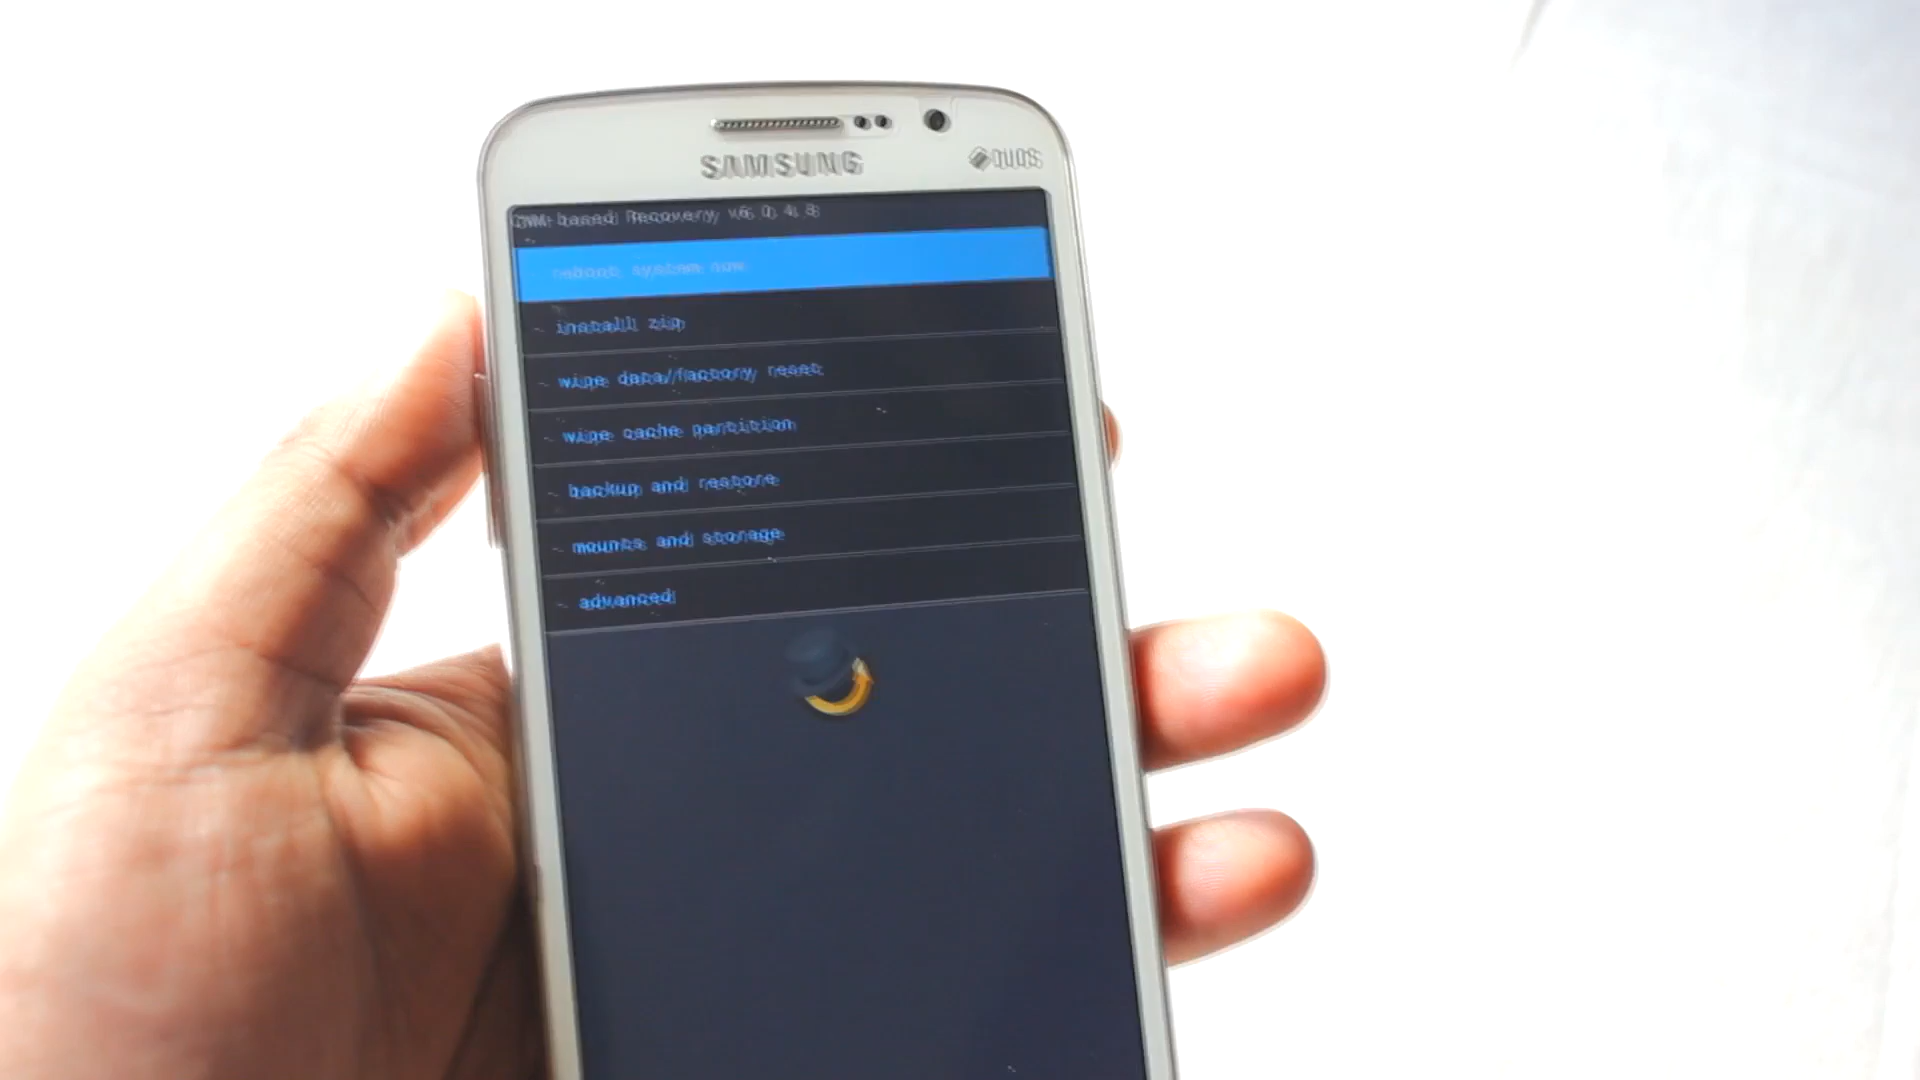 SAMSUNG
DUOS
CWM-based Recovery v6.0.4.8
- reboot system now
- install zip
- wipe data/factory reset
- wipe cache partition
- backup and restore
- mounts and storage
- advanced